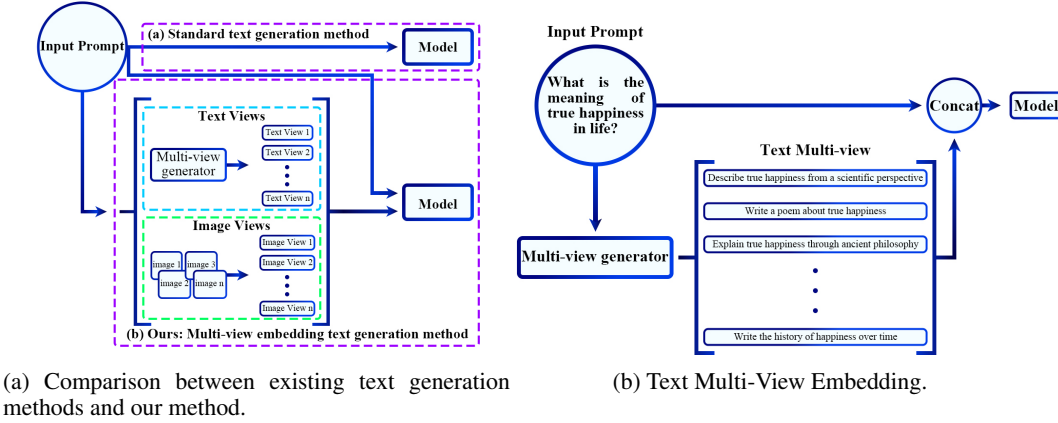 (a) Standard text generation method
Input Prompt
Model
Text Views
Multi-view
generator
Text View 1
Text View 2
Text View n
Model
Image Views
image 1
image 3
image 2
image n
Image View 1
Image View 2
Image View n
(b) Ours: Multi-view embedding text generation method
(a) Comparison between existing text generation
methods and our method.
Input Prompt
What is the
meaning of
true happiness
in life?
Concat
Model
Text Multi-view
Describe true happiness from a scientific perspective
Write a poem about true happiness
Explain true happiness through ancient philosophy
Write the history of happiness over time
Multi-view generator
(b) Text Multi-View Embedding.